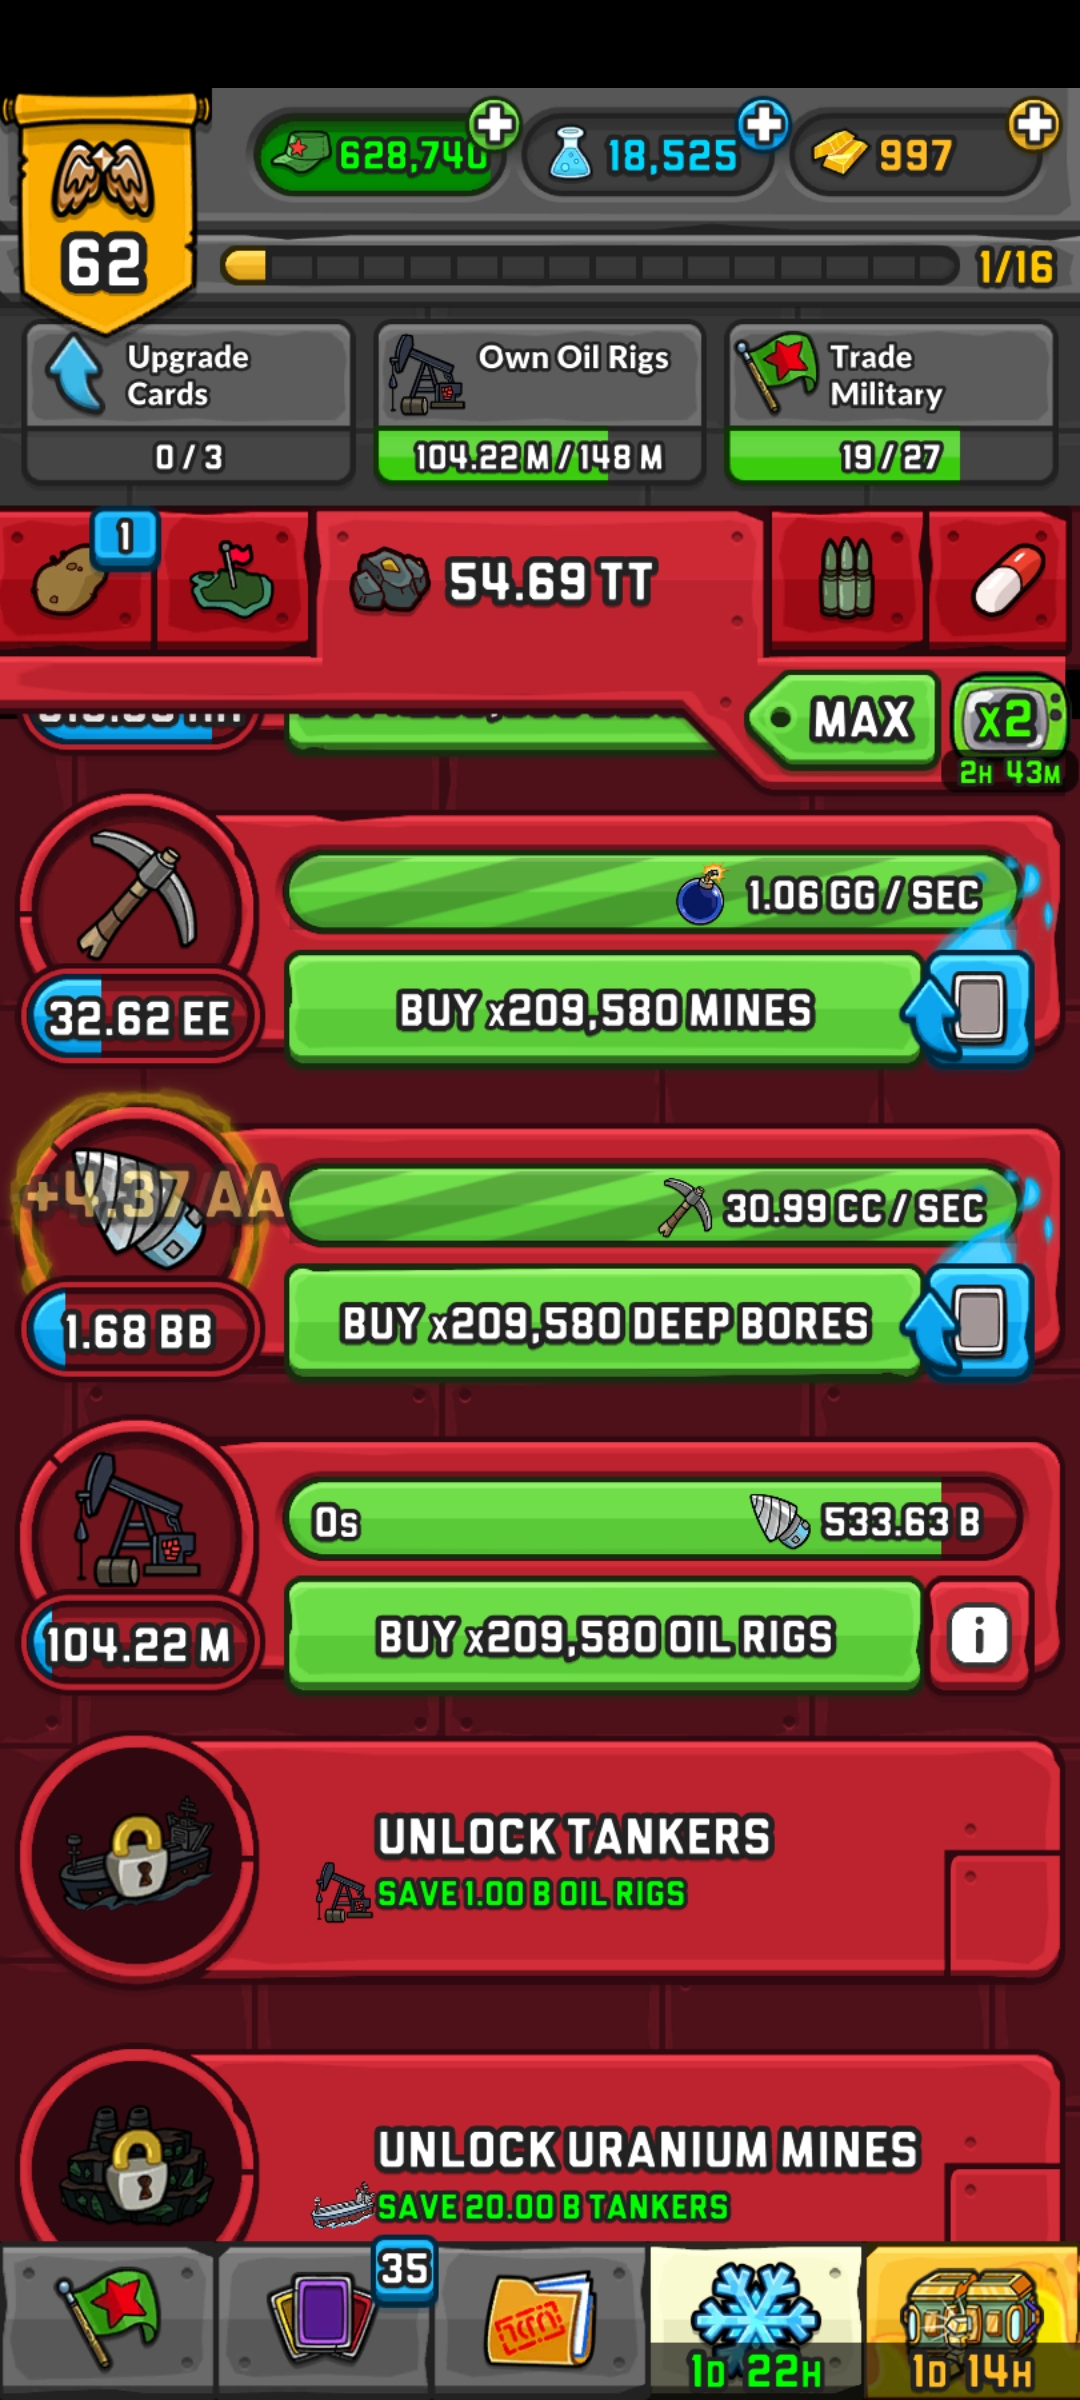 628,740
18,525
997
62
1/16
Upgrade
Cards
0 / 3
Own Oil Rigs
104.22 M / 148 M
Trade
Military
19 / 27
1
54.69 TT
MAX
x2
2H 43M
1.06 GG / SEC
32.62 EE
BUY x209,580 MINES
+4.37 AA
30.99 CC / SEC
1.68 BB
BUY x209,580 DEEP BORES
0s
533.63 B
104.22 M
BUY x209,580 OIL RIGS
i
UNLOCK TANKERS
SAVE 1.00 B OIL RIGS
UNLOCK URANIUM MINES
SAVE 20.00 B TANKERS
35
1D 22H
1D 14H